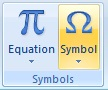 π Ω
Equation Symbol
Symbols